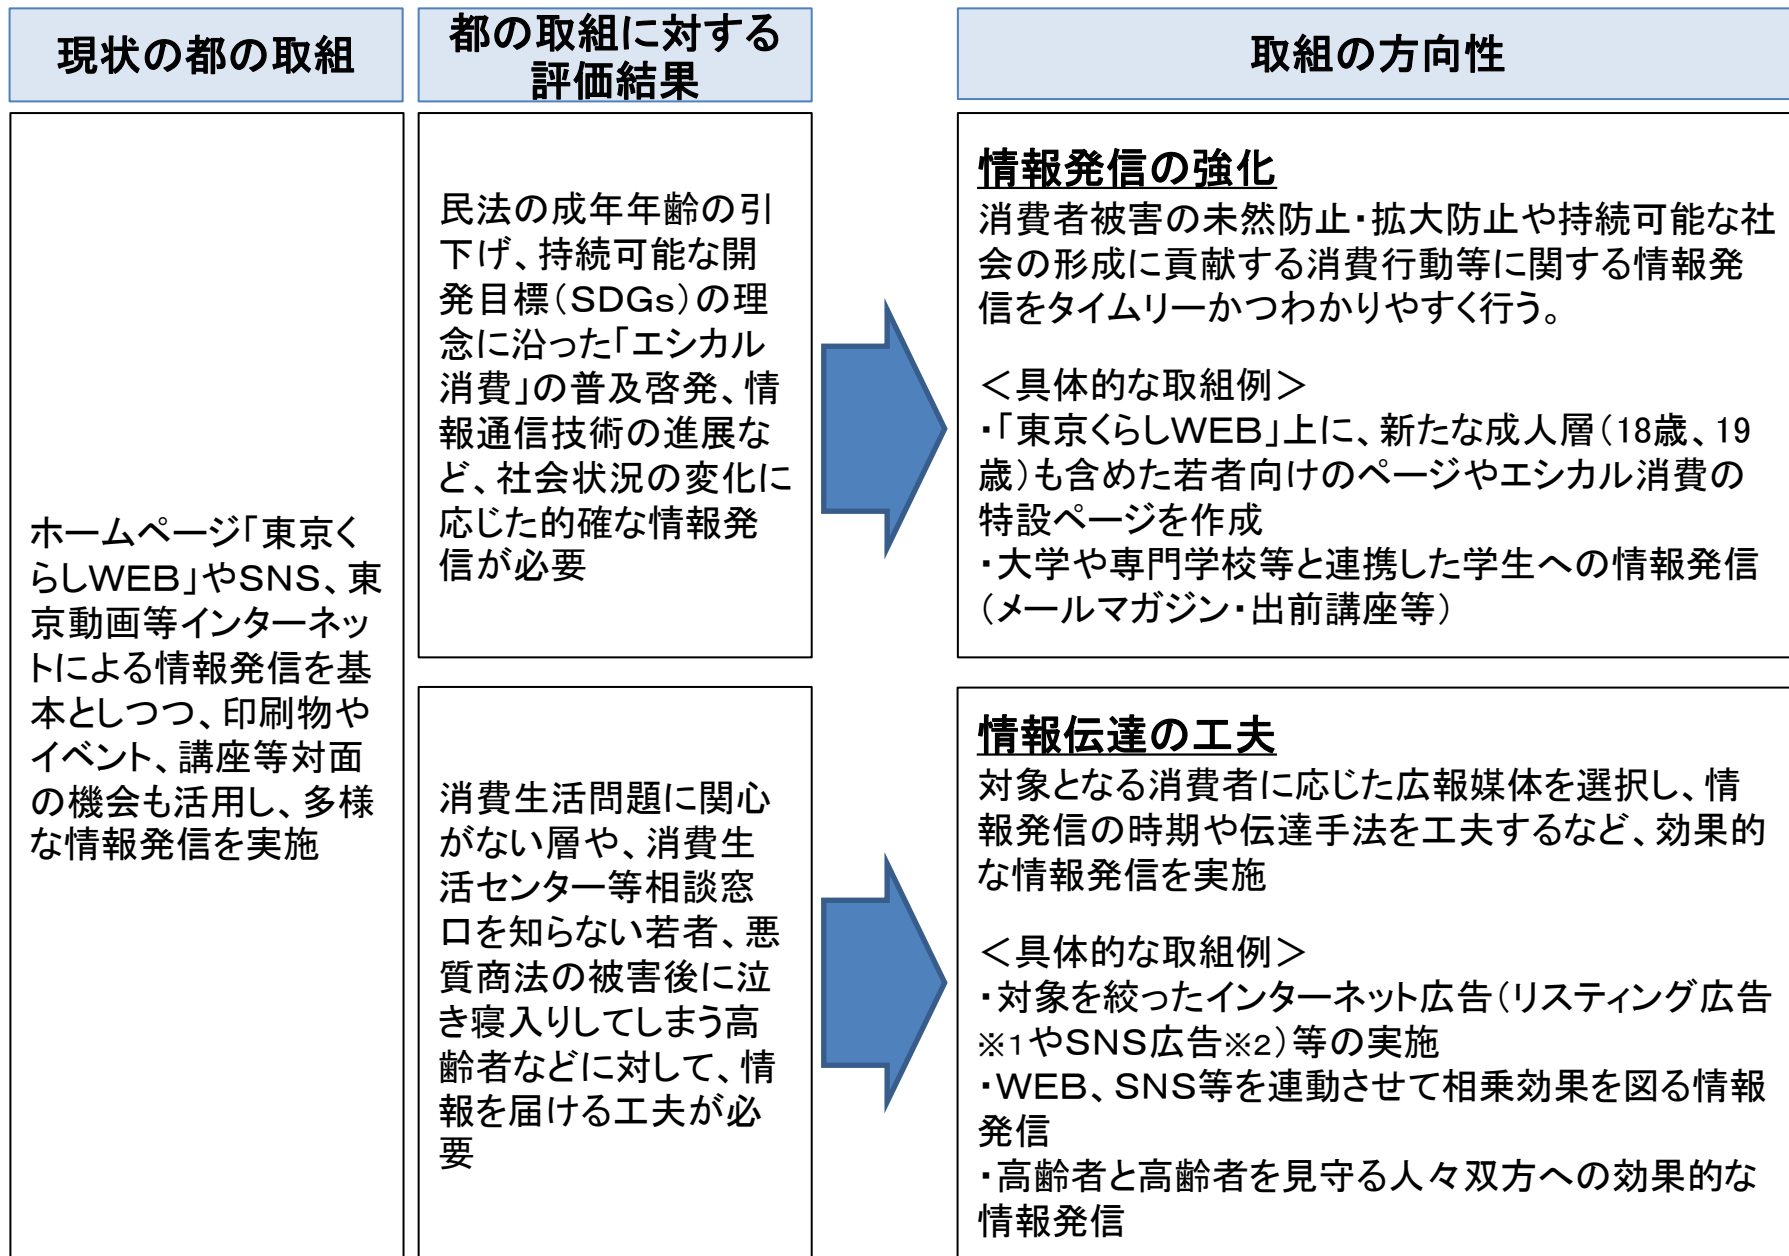 現状の都の取組
都の取組に対する
評価結果
取組の方向性
ホームページ「東京く
らしWEB」やSNS、東
京動画等インターネッ
トによる情報発信を基
本としつつ、印刷物や
イベント、講座等対面
の機会も活用し、多様
な情報発信を実施
民法の成年年齢の引
下げ、持続可能な開
発目標（SDGs）の理
念に沿った「エシカル
消費」の普及啓発、情
報通信技術の進展な
ど、社会状況の変化に
応じた的確な情報発
信が必要
情報発信の強化
消費者被害の未然防止・拡大防止や持続可能な社
会の形成に貢献する消費行動等に関する情報発
信をタイムリーかつわかりやすく行う。
＜具体的な取組例＞
・「東京くらしWEB」上に、新たな成人層（18歳、19
歳）も含めた若者向けのページやエシカル消費の
特設ページを作成
・大学や専門学校等と連携した学生への情報発信
（メールマガジン・出前講座等）
消費生活問題に関心
がない層や、消費生
活センター等相談窓
口を知らない若者、悪
質商法の被害後に泣
き寝入りしてしまう高
齢者などに対して、情
報を届ける工夫が必
要
情報伝達の工夫
対象となる消費者に応じた広報媒体を選択し、情
報発信の時期や伝達手法を工夫するなど、効果的
な情報発信を実施
＜具体的な取組例＞
・対象を絞ったインターネット広告（リスティング広告
※1やSNS広告※2）等の実施
・WEB、SNS等を連動させて相乗効果を図る情報
発信
・高齢者と高齢者を見守る人々双方への効果的な
情報発信